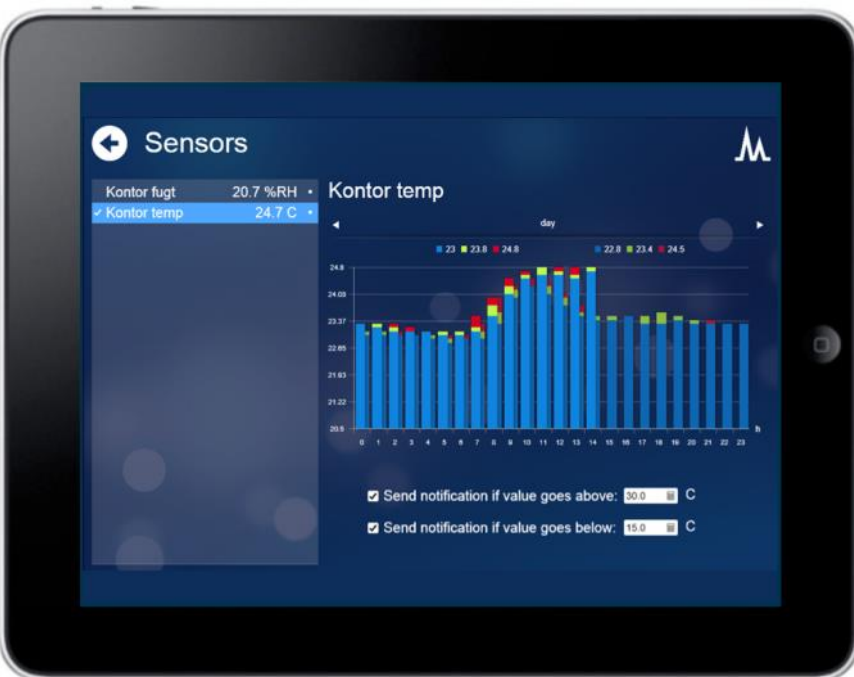 Sensors
Kontor fugt 20.7 %RH •
✓ Kontor temp 24.7 C •
Kontor temp
◄ day ►
23 23.8 24.8 22.8 23.4 24.5
24.8
24.09
23.37
22.65
21.93
21.22
20.5
h
0 1 2 3 4 5 6 7 8 9 10 11 12 13 14 15 16 17 18 19 20 21 22 23
Send notification if value goes above: 30.0 C
Send notification if value goes below: 15.0 C